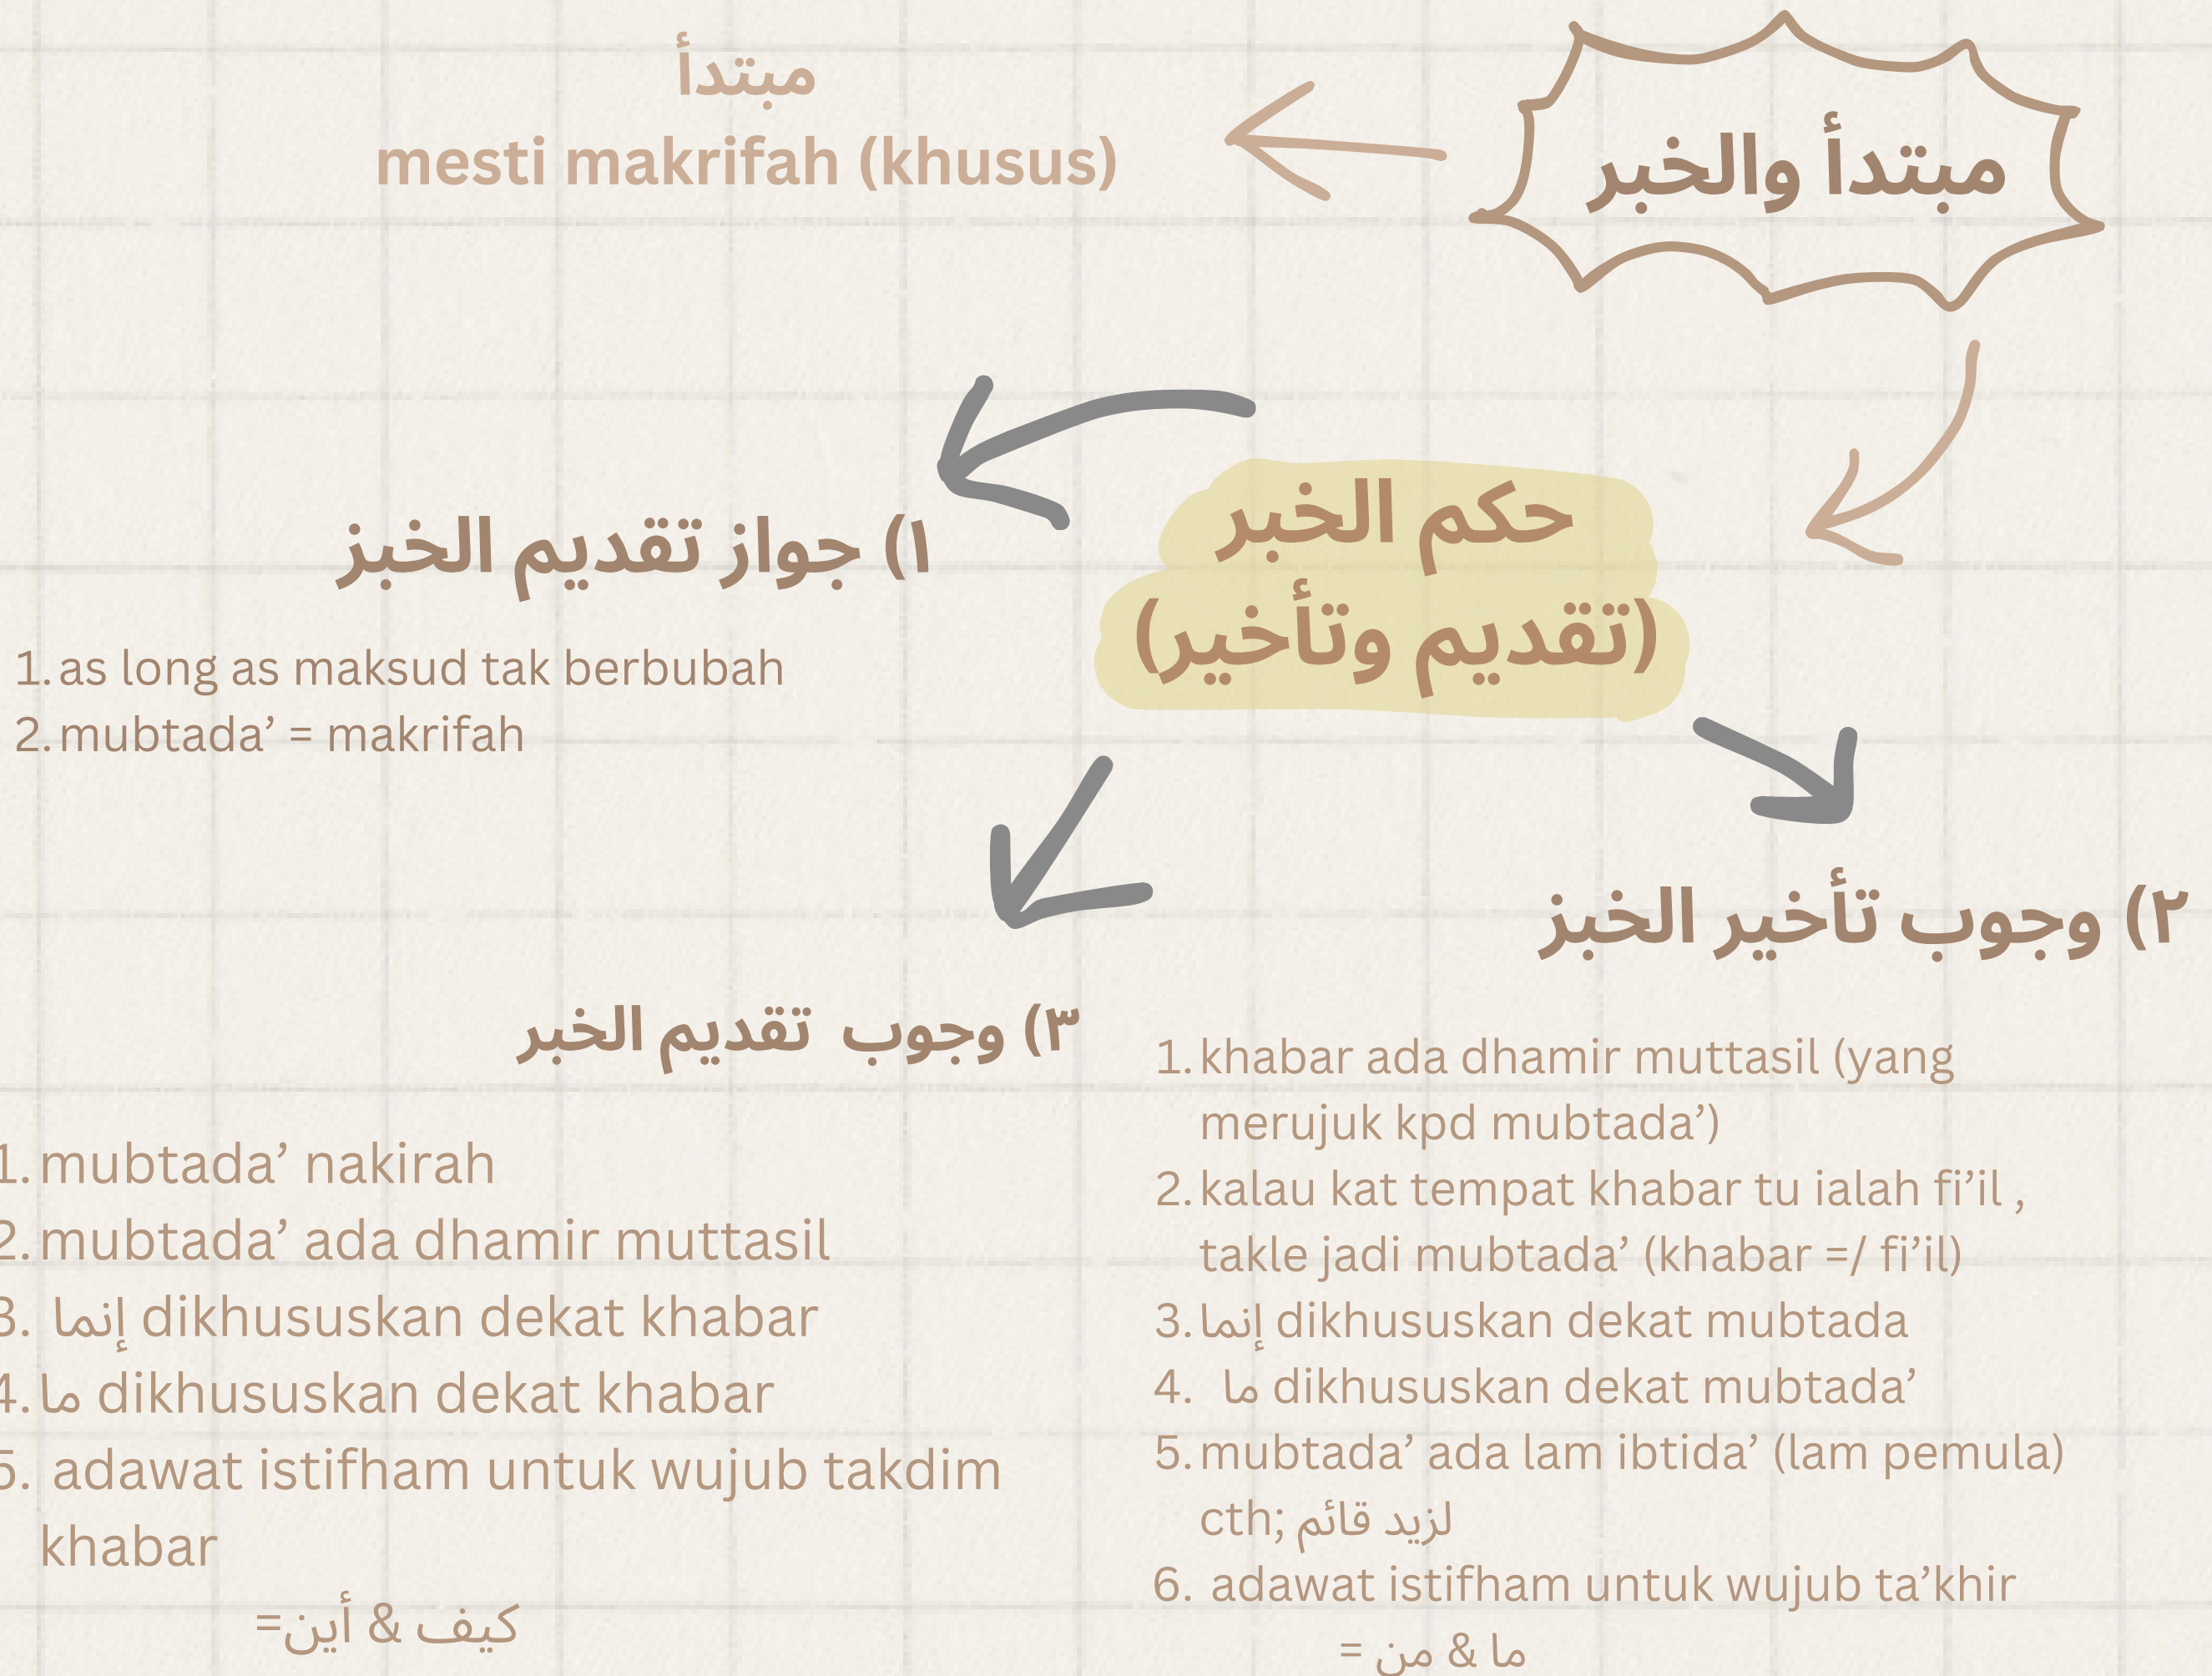 مبتدأ والخبر
مبتدأ
mesti makrifah (khusus)
حكم الخبر
(تقديم وتأخير)
١) جواز تقديم الخبز
1. as long as maksud tak berbubah
2. mubtada’ = makrifah
٢) وجوب تأخير الخبز
1. khabar ada dhamir muttasil (yang
merujuk kpd mubtada’)
2. kalau kat tempat khabar tu ialah fi’il ,
takle jadi mubtada’ (khabar =/ fi’il)
3. إنما dikhususkan dekat mubtada
4. ما dikhususkan dekat mubtada’
5. mubtada’ ada lam ibtida’ (lam pemula)
cth; لزيد قائم
6. adawat istifham untuk wujub ta’khir
= ما & من
٣) وجوب تقديم الخبر
1. mubtada’ nakirah
2. mubtada’ ada dhamir muttasil
3. إنما dikhususkan dekat khabar
4. ما dikhususkan dekat khabar
5. adawat istifham untuk wujub takdim
khabar
=كيف & أين